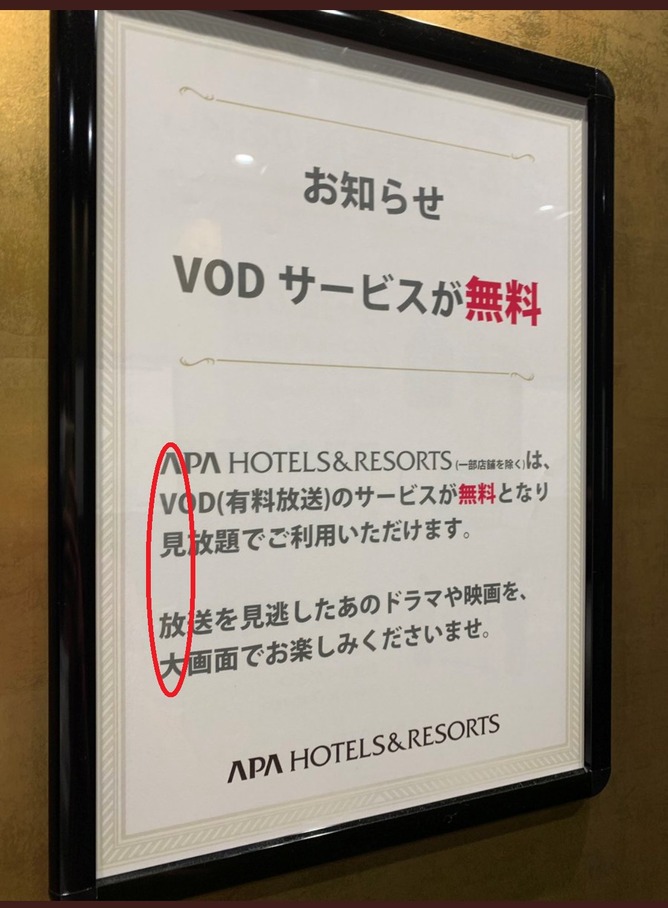 お知らせ
VOD サービスが無料
APA HOTELS&RESORTS(一部店舗を除く)は、
VOD(有料放送)のサービスが無料となり
見放題でご利用いただけます。
放送を見逃したあのドラマや映画を、
大画面でお楽しみくださいませ。
APA HOTELS&RESORTS